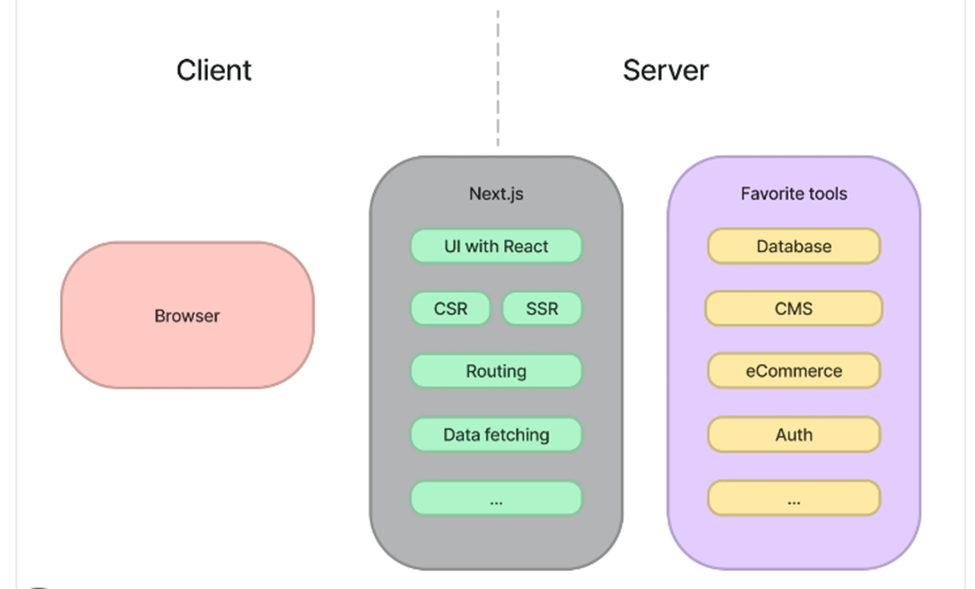 Client
Server
Next.js
UI with React
CSR
SSR
Routing
Data fetching
...
Favorite tools
Database
CMS
eCommerce
Auth
...
Browser